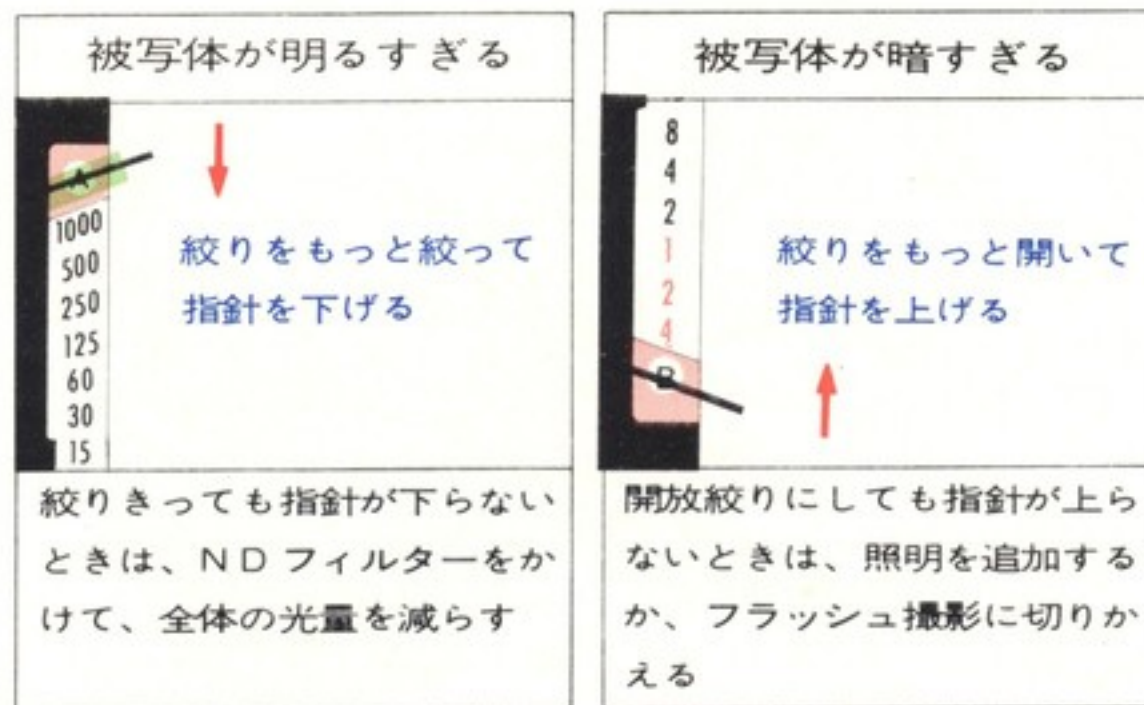 被写体が明るすぎる
A
1000
500
250
125
60
30
15
絞りをもっと絞って
指針を下げる
絞りきっても指針が下らない
ときは、NDフィルターをか
けて、全体の光量を減らす
被写体が暗すぎる
8
4
2
1
2
4
B
絞りをもっと開いて
指針を上げる
開放絞りにしても指針が上ら
ないときは、照明を追加する
か、フラッシュ撮影に切りか
える